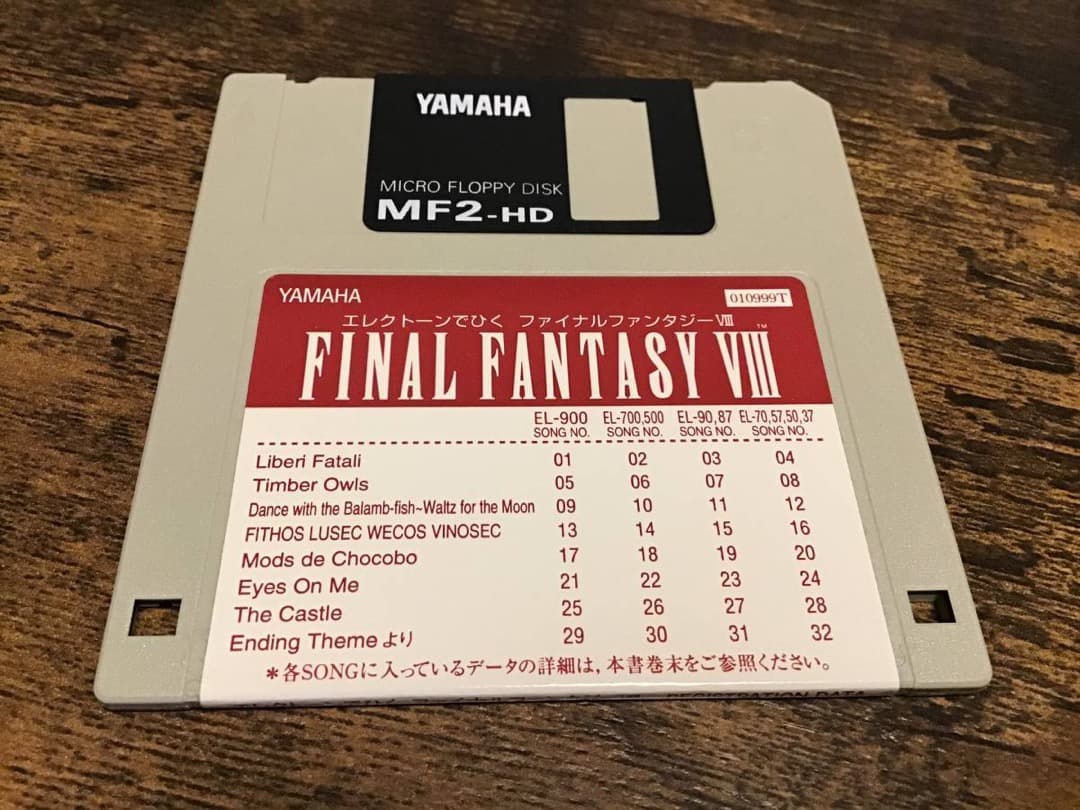 YAMAHA
MICRO FLOPPY DISK
MF2-HD
YAMAHA 010999T
エレクトーンでひく ファイナルファンタジーⅧ
FINAL FANTASY VIII™
EL-900 EL-700,500 EL-90,87 EL-70,57,50,37
SONG NO. SONG NO. SONG NO. SONG NO.
Liberi Fatali 01 02 03 04
Timber Owls 05 06 07 08
Dance with the Balamb-fish~Waltz for the Moon 09 10 11 12
FITHOS LUSEC WECOS VINOSEC 13 14 15 16
Mods de Chocobo 17 18 19 20
Eyes On Me 21 22 23 24
The Castle 25 26 27 28
Ending Themeより 29 30 31 32
*各SONGに入っているデータの詳細は,本書巻末をご参照ください。
REGISTRATION DATA